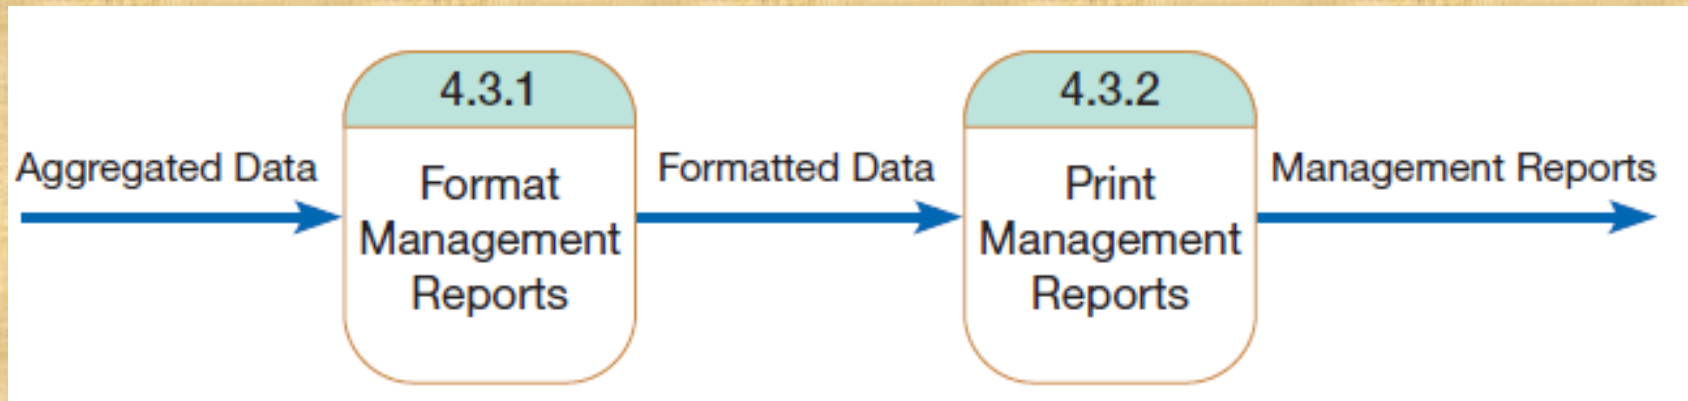 4.3.1
4.3.2
Aggregated Data
Format
Management
Reports
Formatted Data
Print
Management
Reports
Management Reports